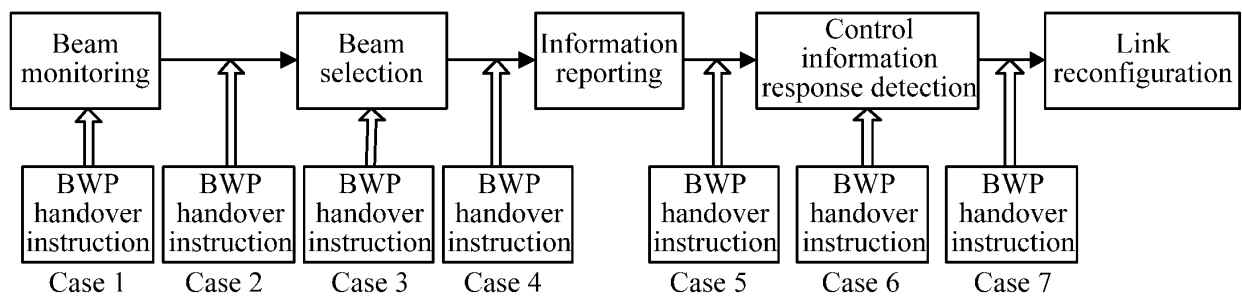 Beam
monitoring
Beam
selection
Information
reporting
Control
information
response detection
Link
reconfiguration
BWP
handover
instruction
Case 1
BWP
handover
instruction
Case 2
BWP
handover
instruction
Case 3
BWP
handover
instruction
Case 4
BWP
handover
instruction
Case 5
BWP
handover
instruction
Case 6
BWP
handover
instruction
Case 7